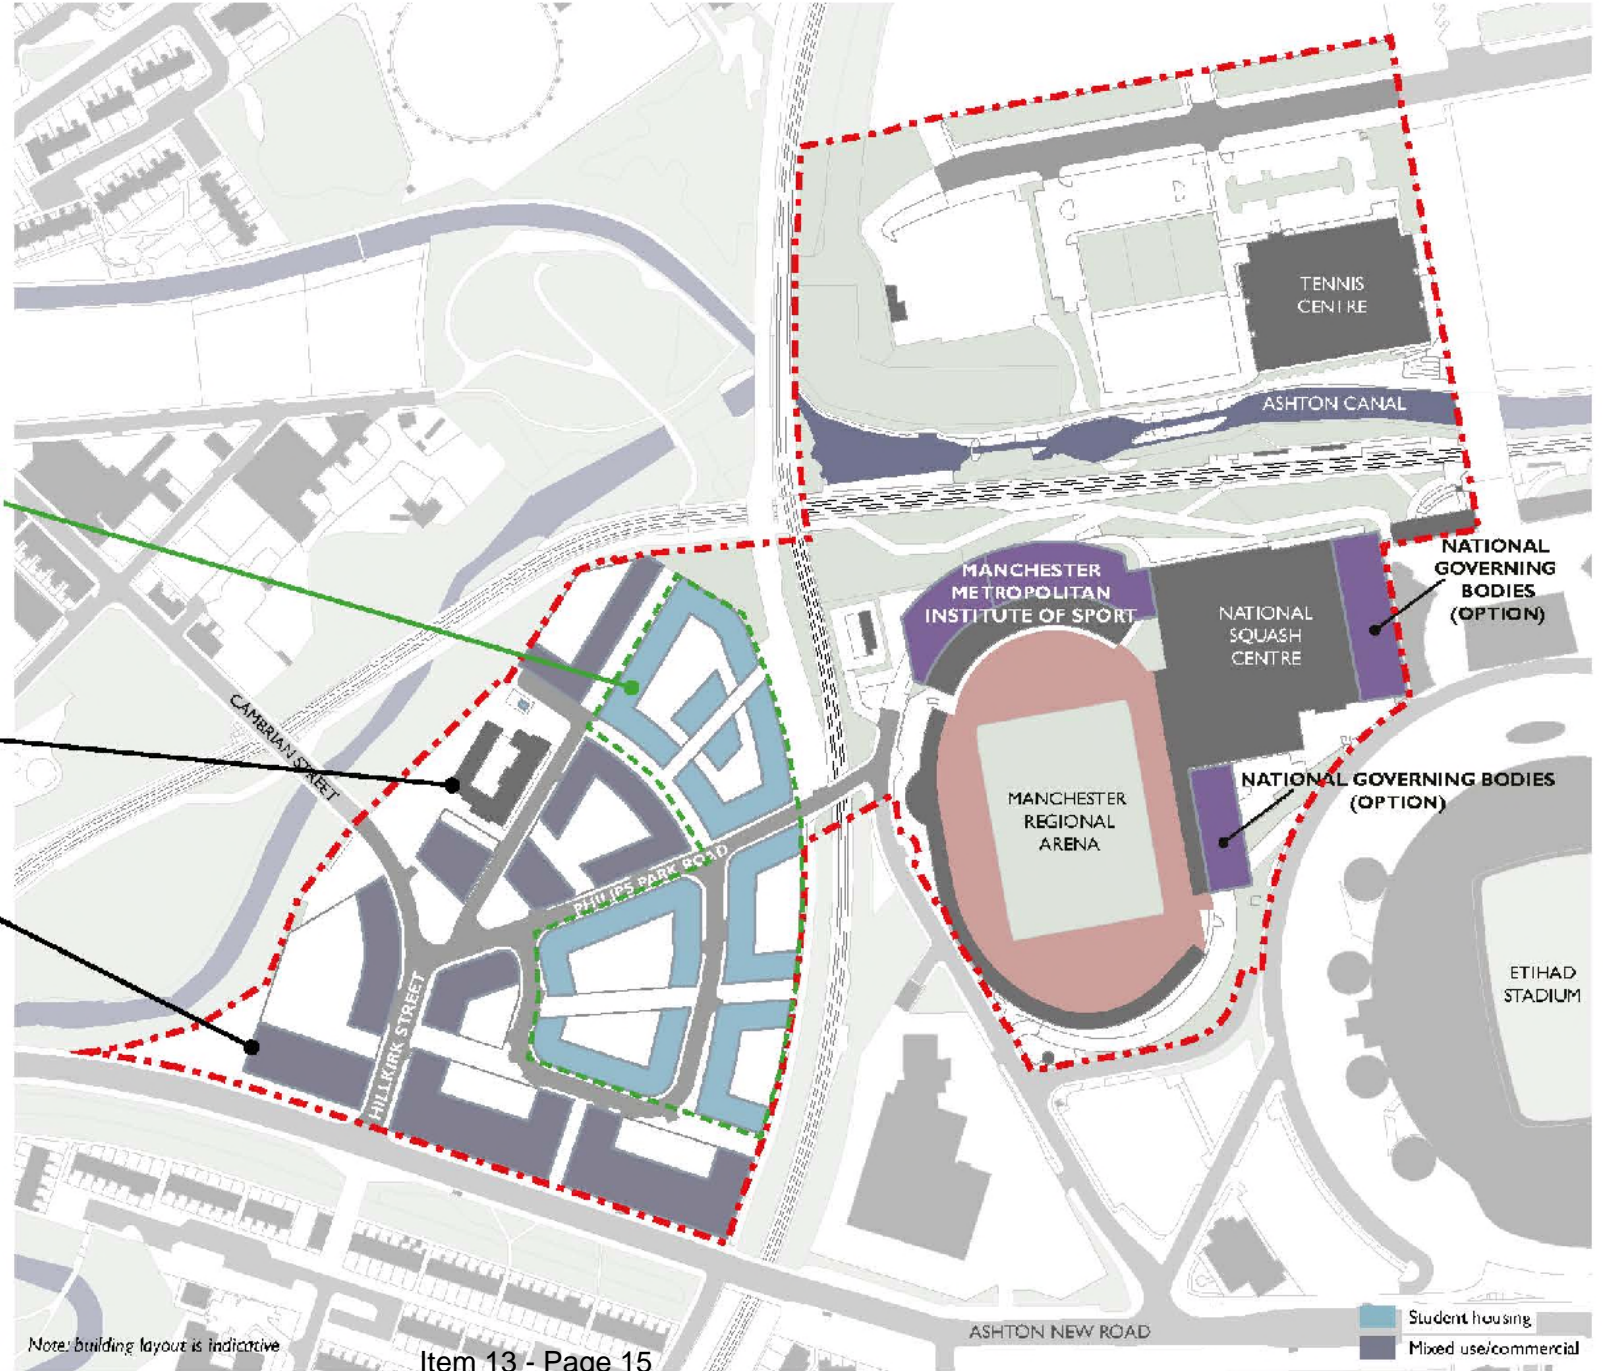 TENNIS
CENTRE
ASHTON CANAL
NATIONAL
GOVERNING
BODIES
(OPTION)
MANCHESTER
METROPOLITAN
INSTITUTE OF SPORT
NATIONAL
SQUASH
CENTRE
CAMBRIAN STREET
NATIONAL GOVERNING BODIES
(OPTION)
MANCHESTER
REGIONAL
ARENA
PHILIPS PARK ROAD
ETIHAD
STADIUM
HILLKIRK STREET
ASHTON NEW ROAD
Student housing
Mixed use/commercial
Note: building layout is indicative
Item 13 - Page 15